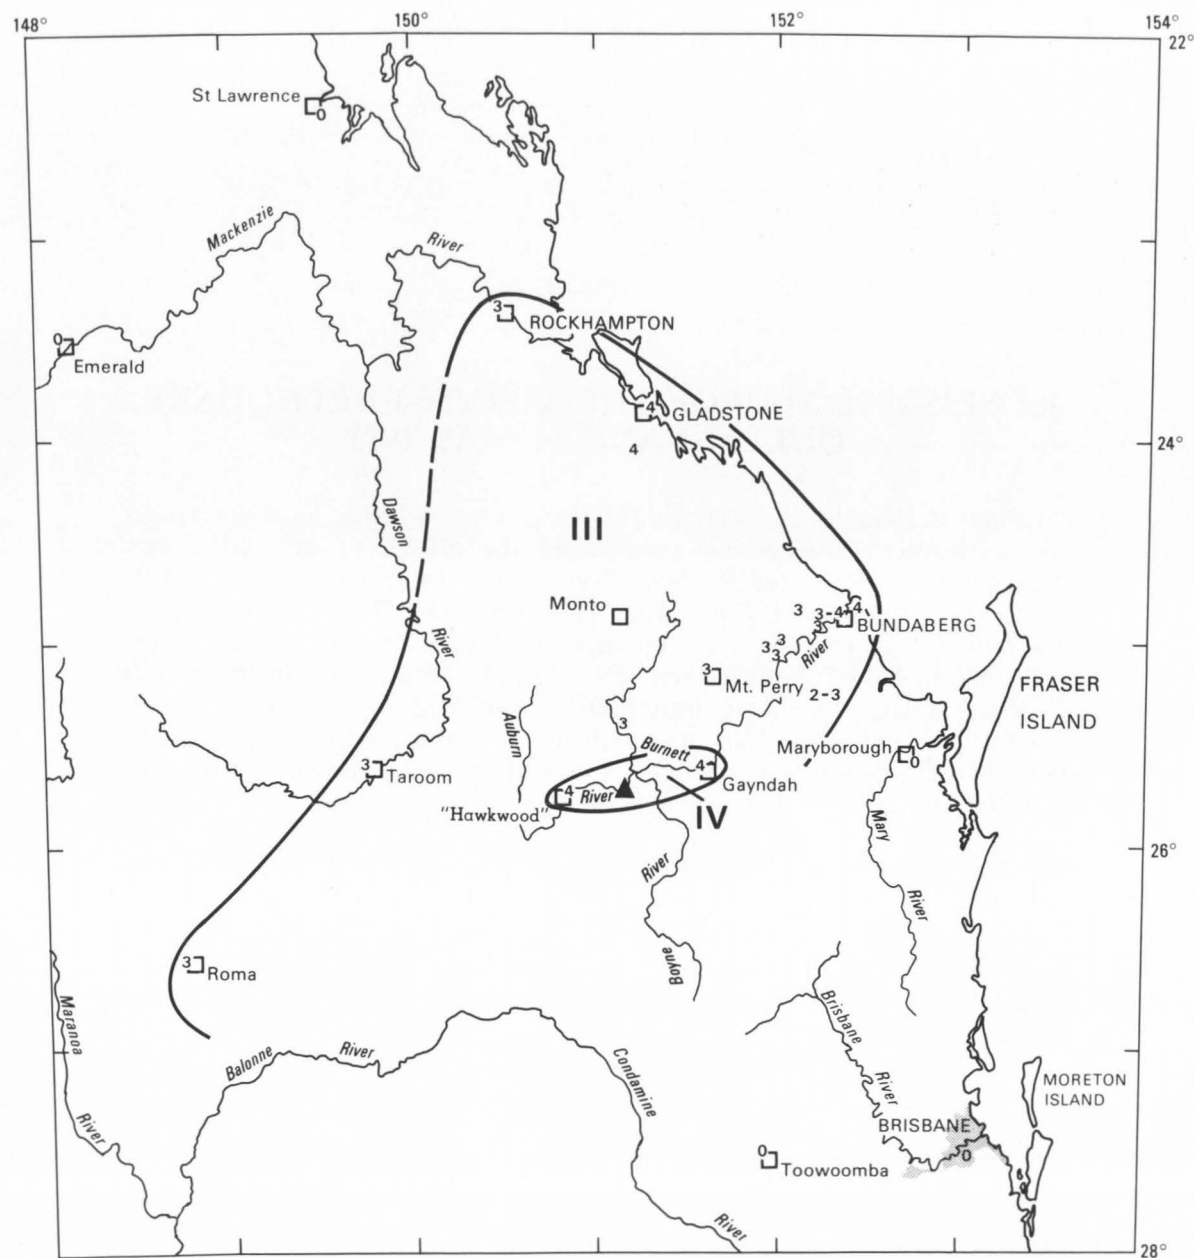 148°
150°
152°
154°
22°
St Lawrence
0
Mackenzie
River
3
ROCKHAMPTON
0
Emerald
4
GLADSTONE
4
24°
Dawson
River
III
Monto
3
3-4
4
3
BUNDABERG
3
3
3
River
3
Mt. Perry
2-3
FRASER
ISLAND
Auburn
3
Burnett
Maryborough
0
3
Taroom
4
Gayndah
4
River
"Hawkwood"
IV
Mary
River
26°
River
Boyne
3
Roma
Maranoa
River
Balonne
River
Condamine
River
Brisbane
River
MORETON
ISLAND
BRISBANE
0
0
Toowoomba
28°